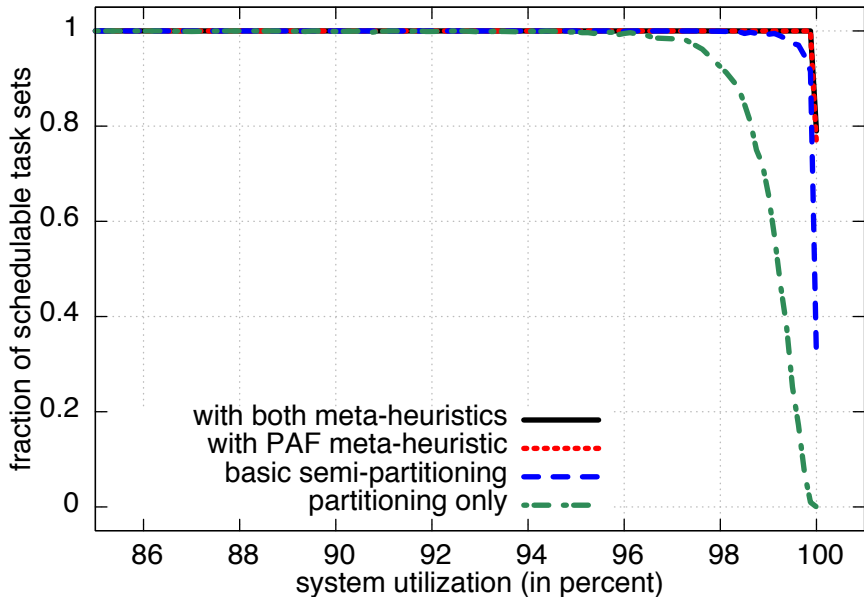 1
0.8
0.6
0.4
0.2
0
fraction of schedulable task sets
with both meta-heuristics
with PAF meta-heuristic
basic semi-partitioning
partitioning only
86 88 90 92 94 96 98 100
system utilization (in percent)